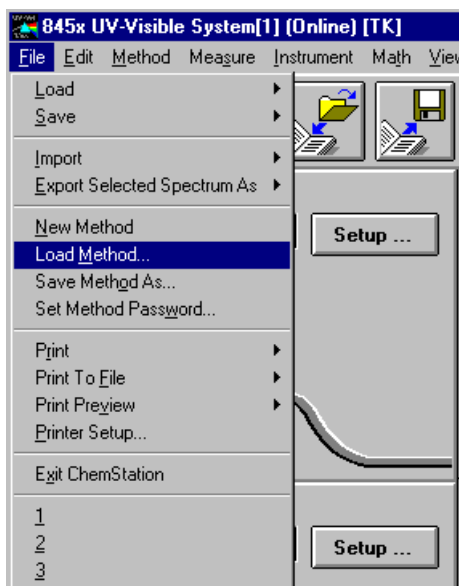 845x UV-Visible System[1] (Online) [TK]
File Edit Method Measure Instrument Math View
Load
Save
Import
Export Selected Spectrum As
New Method
Setup ...
Load Method...
Save Method As...
Set Method Password...
Print
Print To File
Print Preview
Printer Setup...
Exit ChemStation
1
2
Setup ...
3